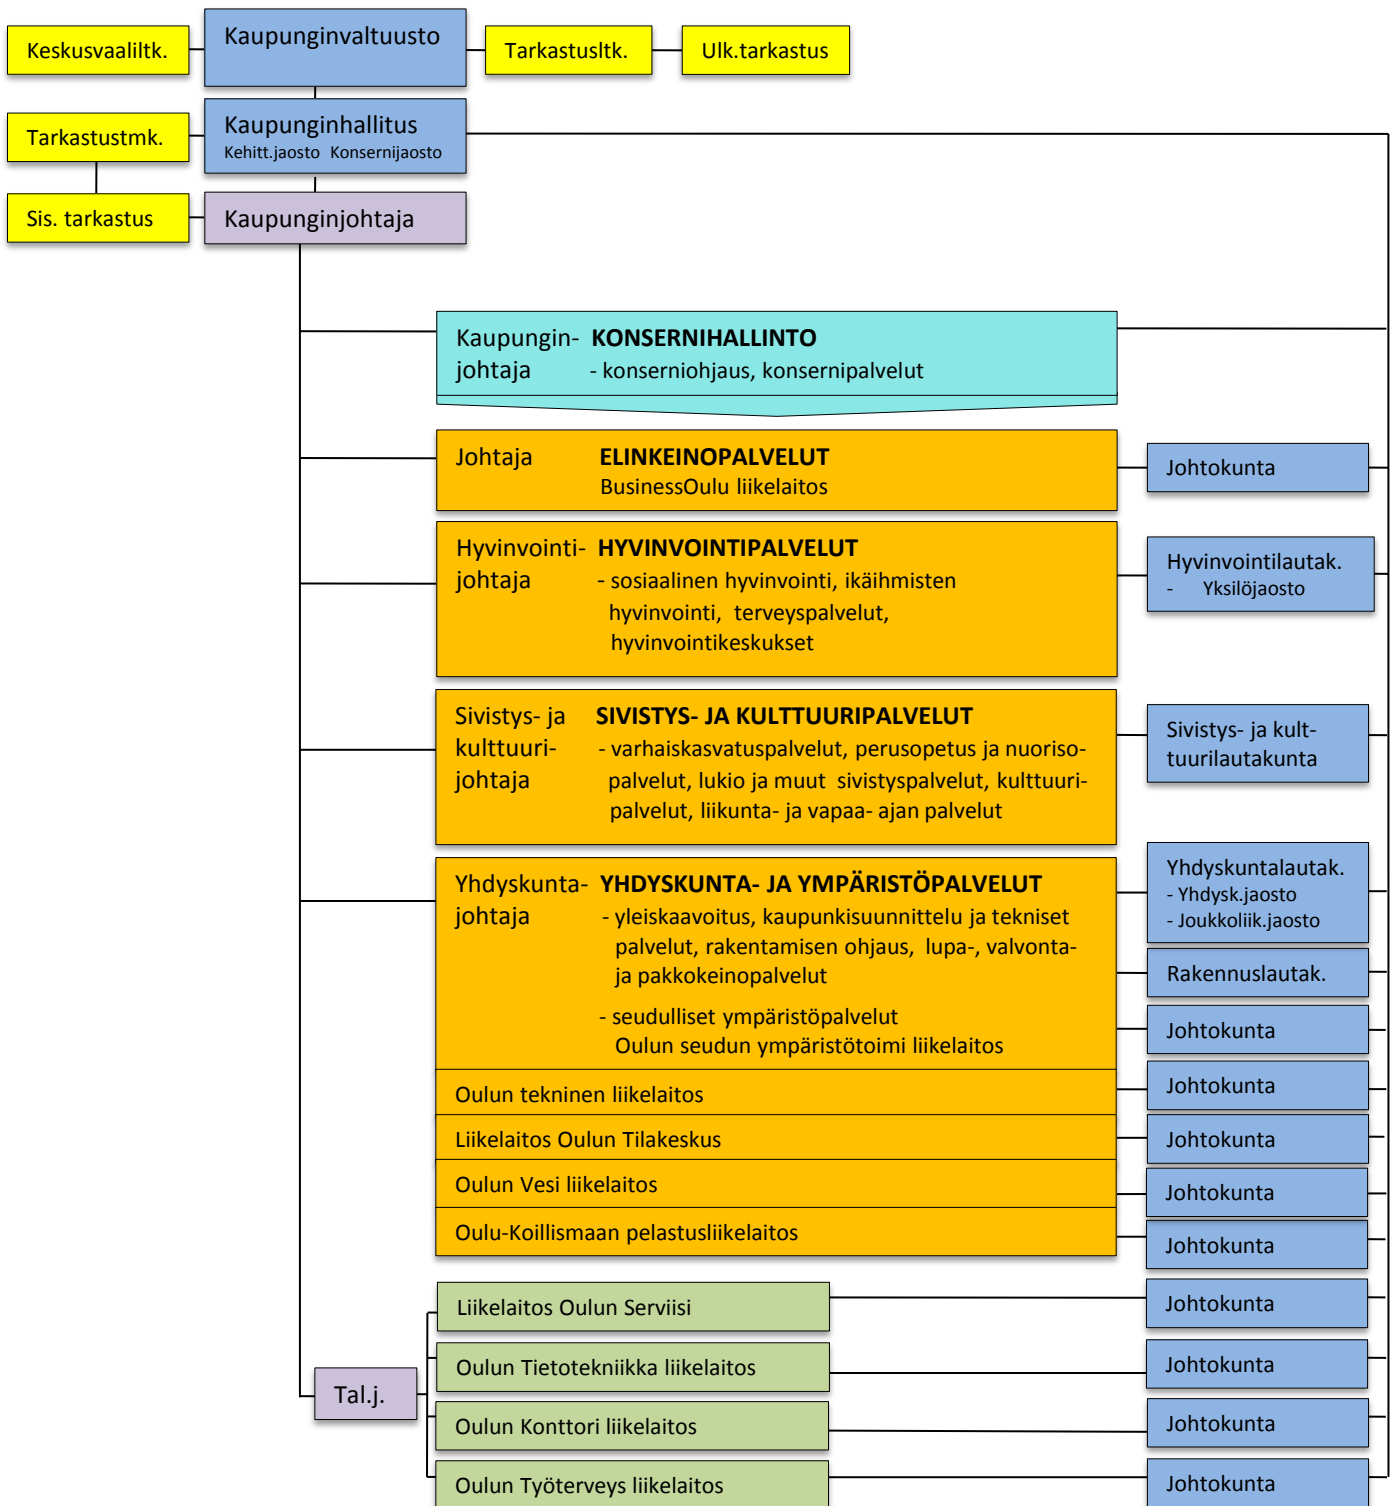 Keskusvaaliltk.
Kaupunginvaltuusto
Tarkastusltk.
Ulk.tarkastus
Tarkastustmk.
Kaupunginhallitus
Kehitt.jaosto Konsernijaosto
Sis. tarkastus
Kaupunginjohtaja
Kaupungin- KONSERNIHALLINTO
johtaja - konserniohjaus, konsernipalvelut
Johtaja ELINKEINOPALVELUT
BusinessOulu liikelaitos
Johtokunta
Hyvinvointi- HYVINVOINTIPALVELUT
johtaja - sosiaalinen hyvinvointi, ikäihmisten
hyvinvointi, terveyspalvelut,
hyvinvointikeskukset
Hyvinvointilautak.
- Yksilöjaosto
Sivistys- ja SIVISTYS- JA KULTTUURIPALVELUT
kulttuuri- - varhaiskasvatuspalvelut, perusopetus ja nuoriso-
johtaja palvelut, lukio ja muut sivistyspalvelut, kulttuuri-
palvelut, liikunta- ja vapaa- ajan palvelut
Sivistys- ja kult-
tuurilautakunta
Yhdyskunta- YHDYSKUNTA- JA YMPÄRISTÖPALVELUT
johtaja - yleiskaavoitus, kaupunkisuunnittelu ja tekniset
palvelut, rakentamisen ohjaus, lupa-, valvonta-
ja pakkokeinopalvelut
- seudulliset ympäristöpalvelut
Oulun seudun ympäristötoimi liikelaitos
Yhdyskuntalautak.
- Yhdysk.jaosto
- Joukkoliik.jaosto
Rakennuslautak.
Johtokunta
Oulun tekninen liikelaitos
Johtokunta
Liikelaitos Oulun Tilakeskus
Johtokunta
Oulun Vesi liikelaitos
Johtokunta
Oulu-Koillismaan pelastusliikelaitos
Johtokunta
Tal.j.
Liikelaitos Oulun Serviisi
Johtokunta
Oulun Tietotekniikka liikelaitos
Johtokunta
Oulun Konttori liikelaitos
Johtokunta
Oulun Työterveys liikelaitos
Johtokunta